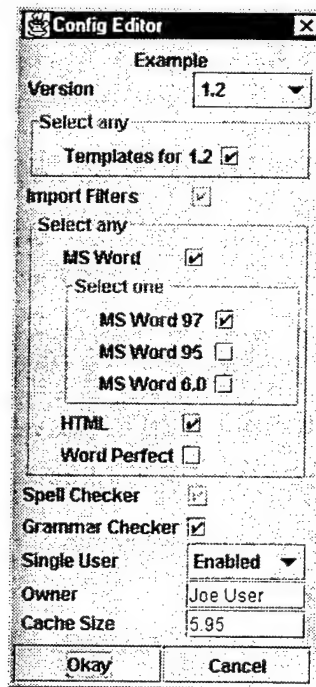 Config Editor
Example
Version 1.2
Select any
Templates for 1.2
Import Filters
Select any
MS Word
Select one
MS Word 97
MS Word 95
MS Word 6.0
HTML
Word Perfect
Spell Checker
Grammar Checker
Single User Enabled
Owner Joe User
Cache Size 5.95
Okay Cancel